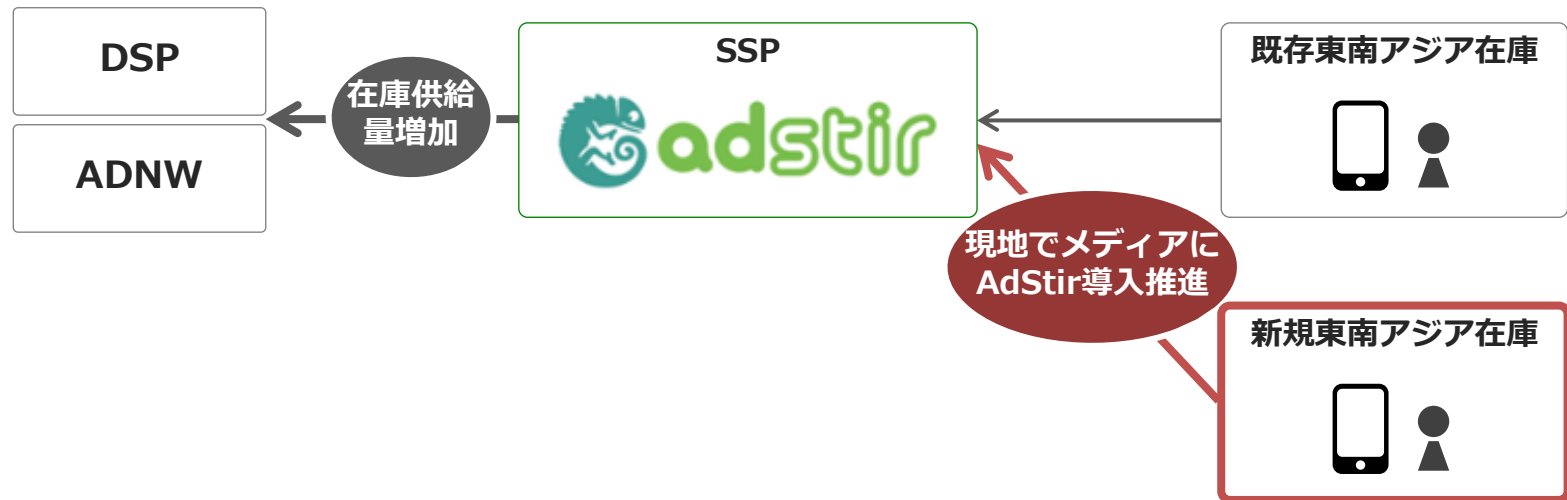 DSP
ADNW
在庫供給
量増加
SSP
adstir
既存東南アジア在庫
現地でメディアに
AdStir導入推進
新規東南アジア在庫